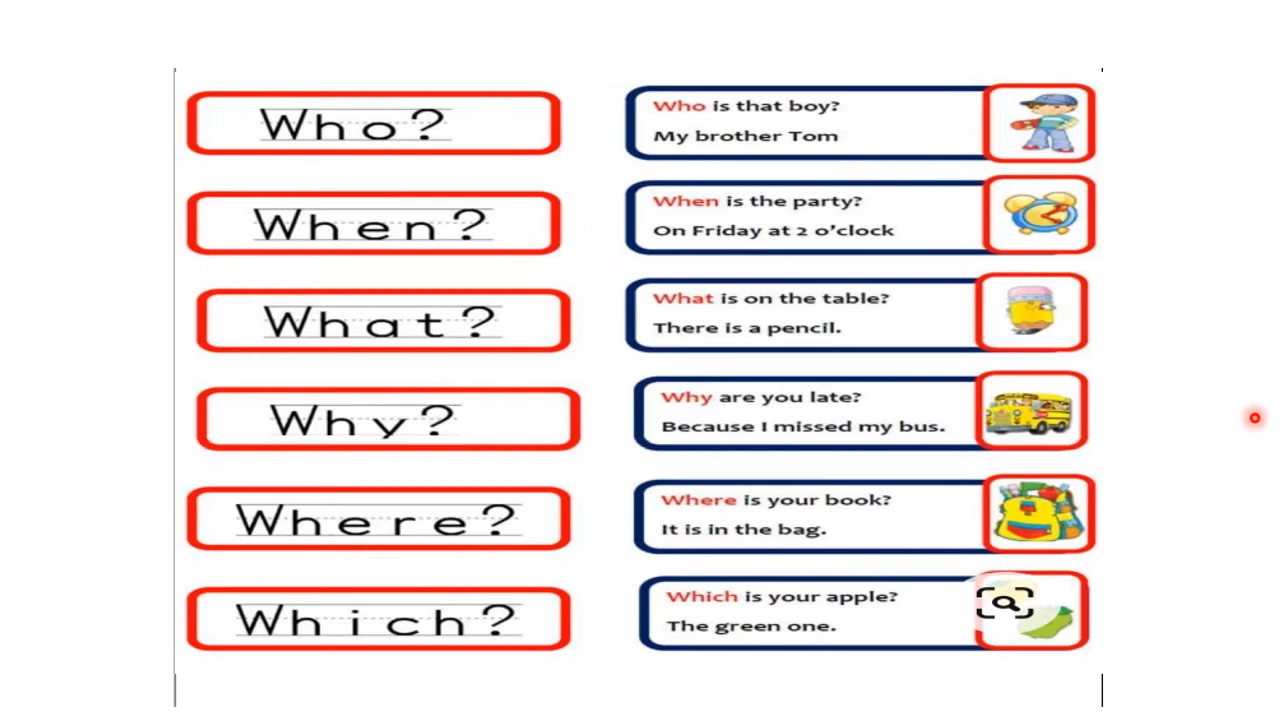 Who?
Who is that boy?
My brother Tom
When?
When is the party?
On Friday at 2 o'clock
What?
What is on the table?
There is a pencil.
Why?
Why are you late?
Because I missed my bus.
Where?
Where is your book?
It is in the bag.
Which?
Which is your apple?
The green one.